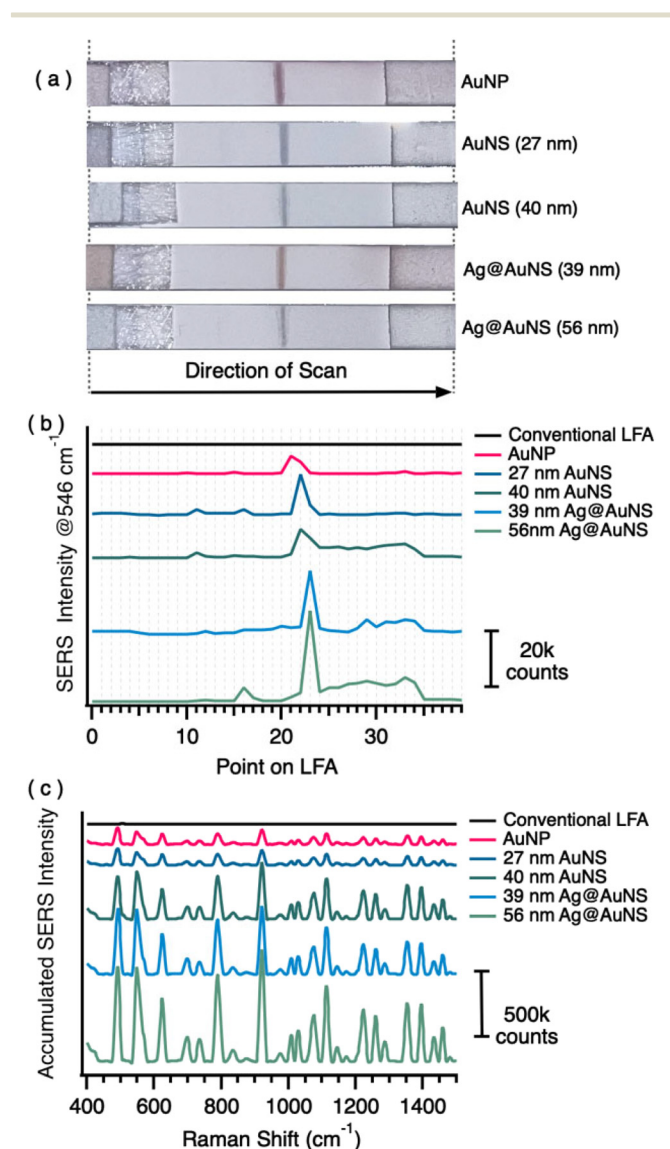 ( a )
AuNP
AuNS (27 nm)
AuNS (40 nm)
Ag@AuNS (39 nm)
Ag@AuNS (56 nm)
Direction of Scan
( b )
SERS Intensity @546 cm⁻¹
Conventional LFA
AuNP
27 nm AuNS
40 nm AuNS
39 nm Ag@AuNS
56nm Ag@AuNS
20k
counts
0 10 20 30
Point on LFA
( c )
Accumulated SERS Intensity
Conventional LFA
AuNP
27 nm AuNS
40 nm AuNS
39 nm Ag@AuNS
56 nm Ag@AuNS
500k
counts
400 600 800 1000 1200 1400
Raman Shift (cm⁻¹)